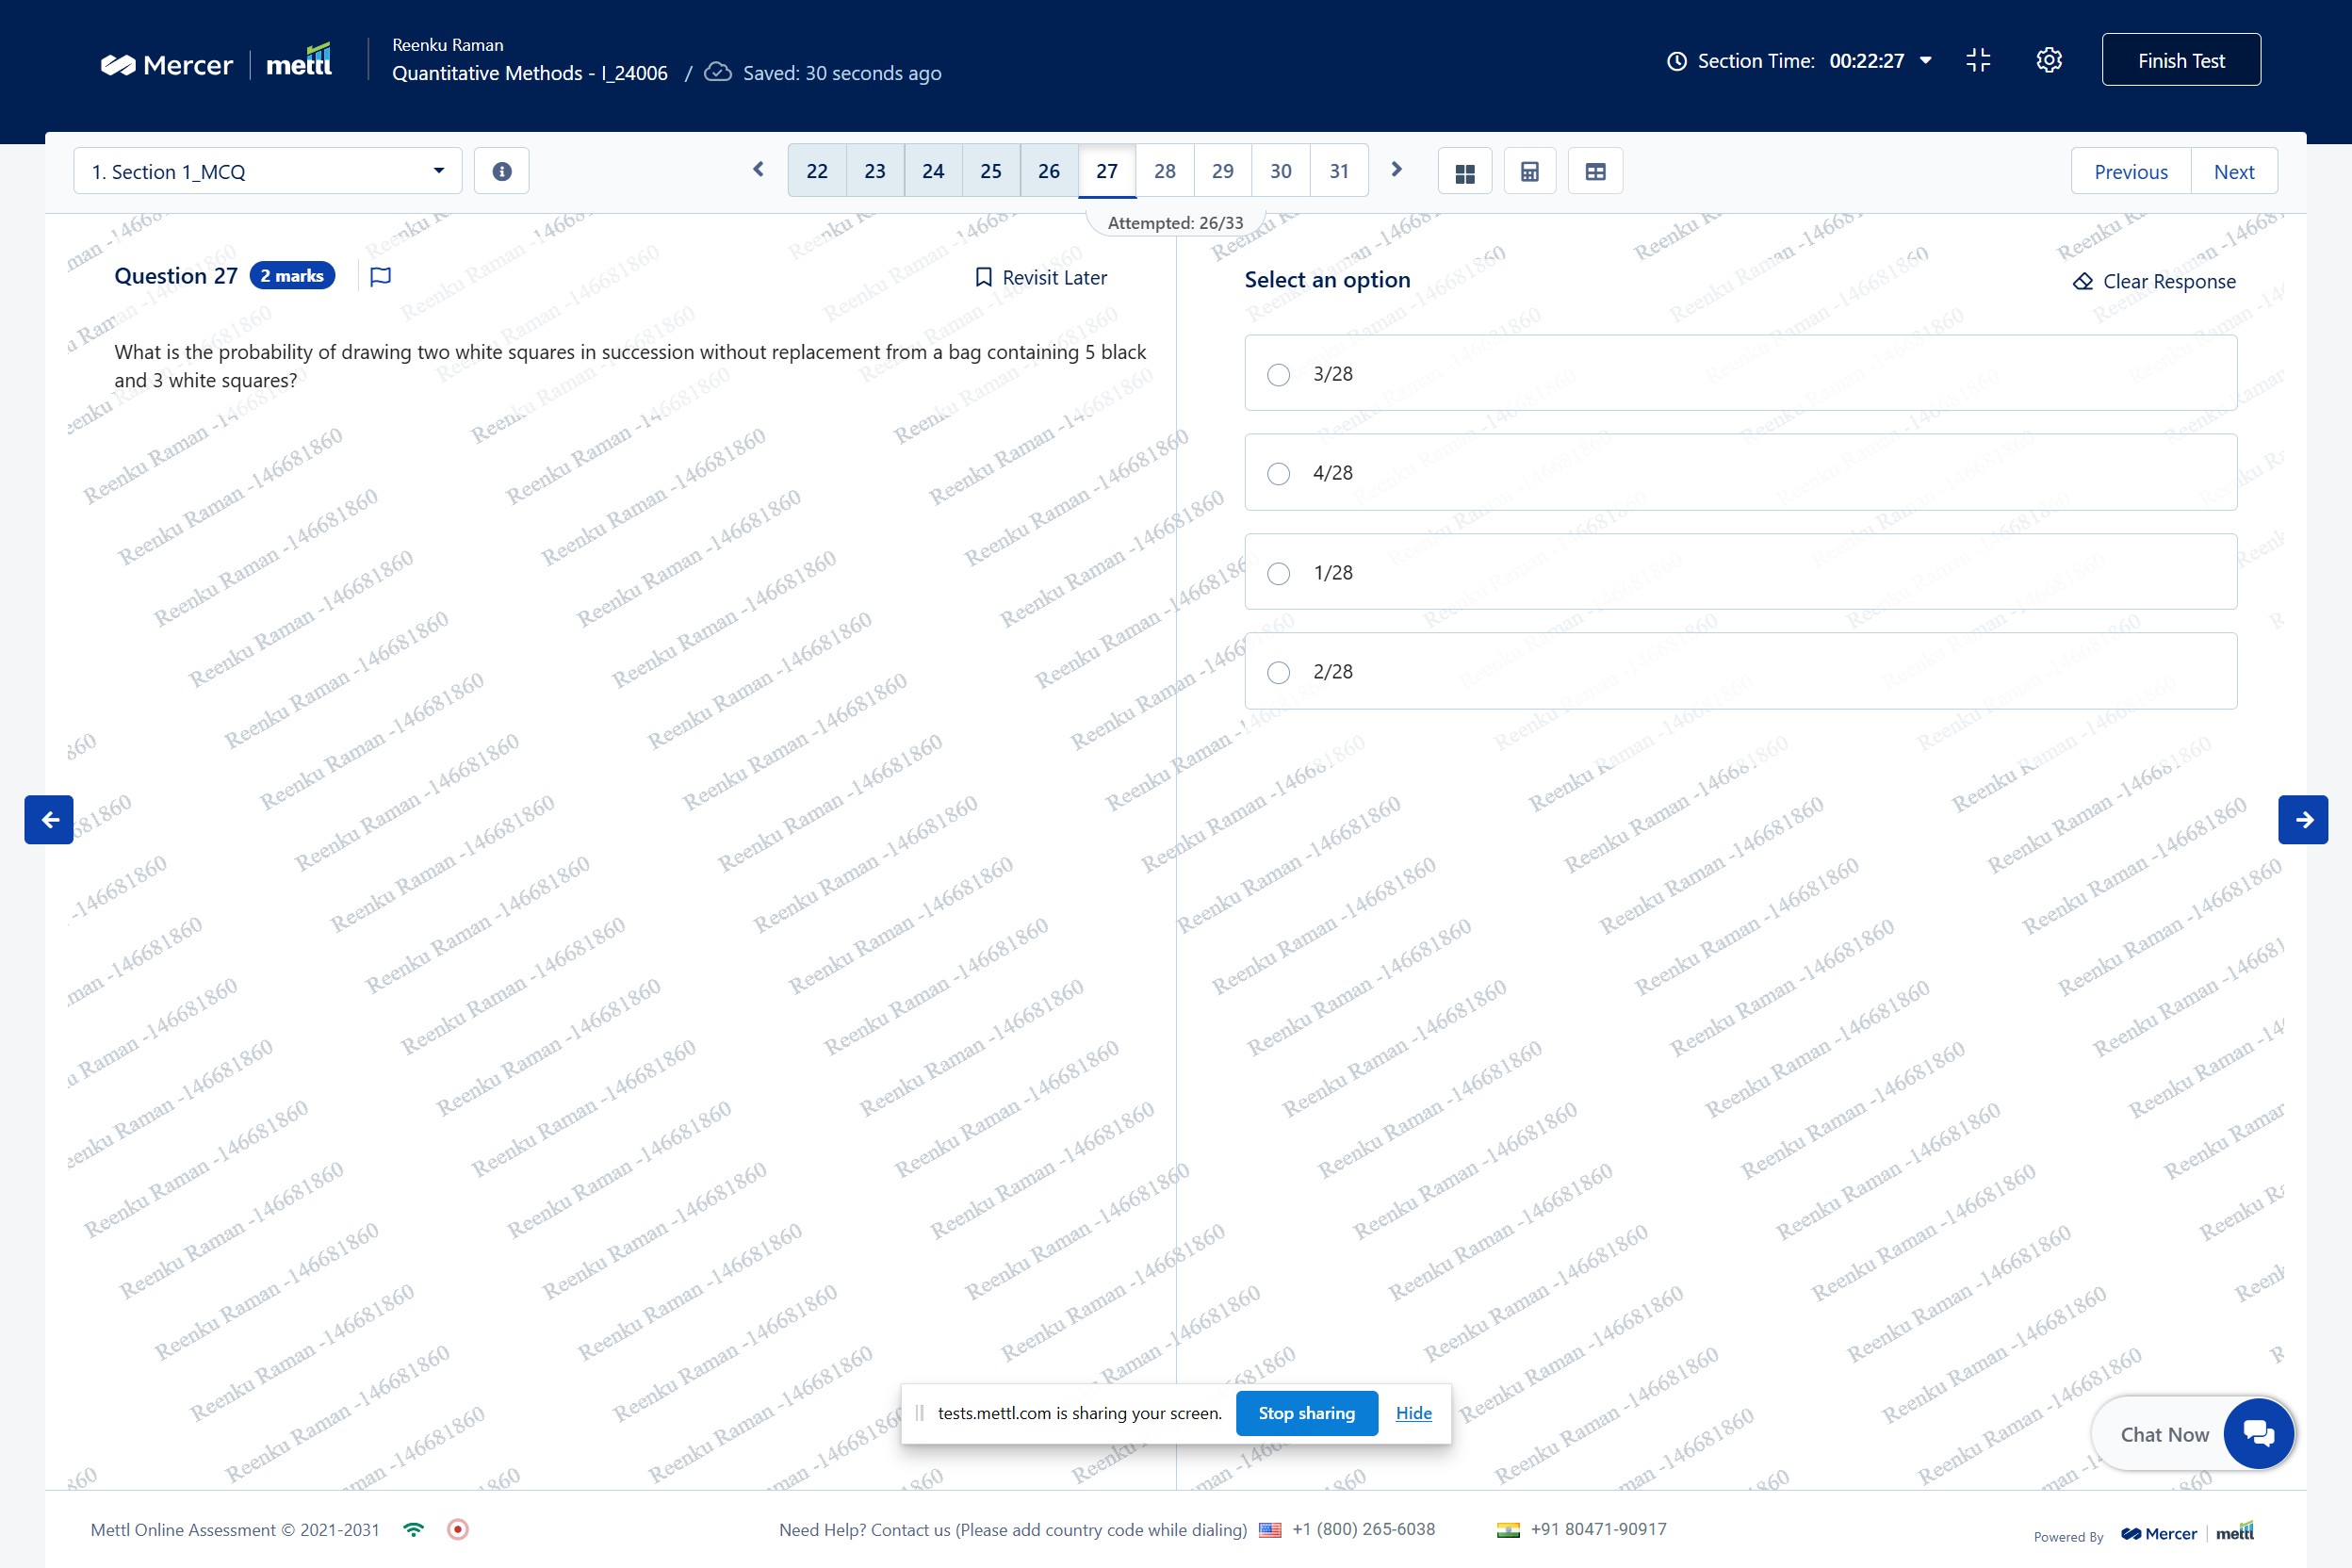 Mercer mettl
Reenku Raman
Quantitative Methods - I_24006 / Saved: 30 seconds ago
Section Time: 00:22:27
Finish Test
1. Section 1_MCQ
22 23 24 25 26 27 28 29 30 31
Previous Next
Attempted: 26/33
Question 27 2 marks
Revisit Later
What is the probability of drawing two white squares in succession without replacement from a bag containing 5 black
and 3 white squares?
Select an option
Clear Response
3/28
4/28
1/28
2/28
Reenku Raman -146681860
tests.mettl.com is sharing your screen. Stop sharing Hide
Chat Now
Mettl Online Assessment © 2021-2031
Need Help? Contact us (Please add country code while dialing) +1 (800) 265-6038 +91 80471-90917
Powered By Mercer mettl